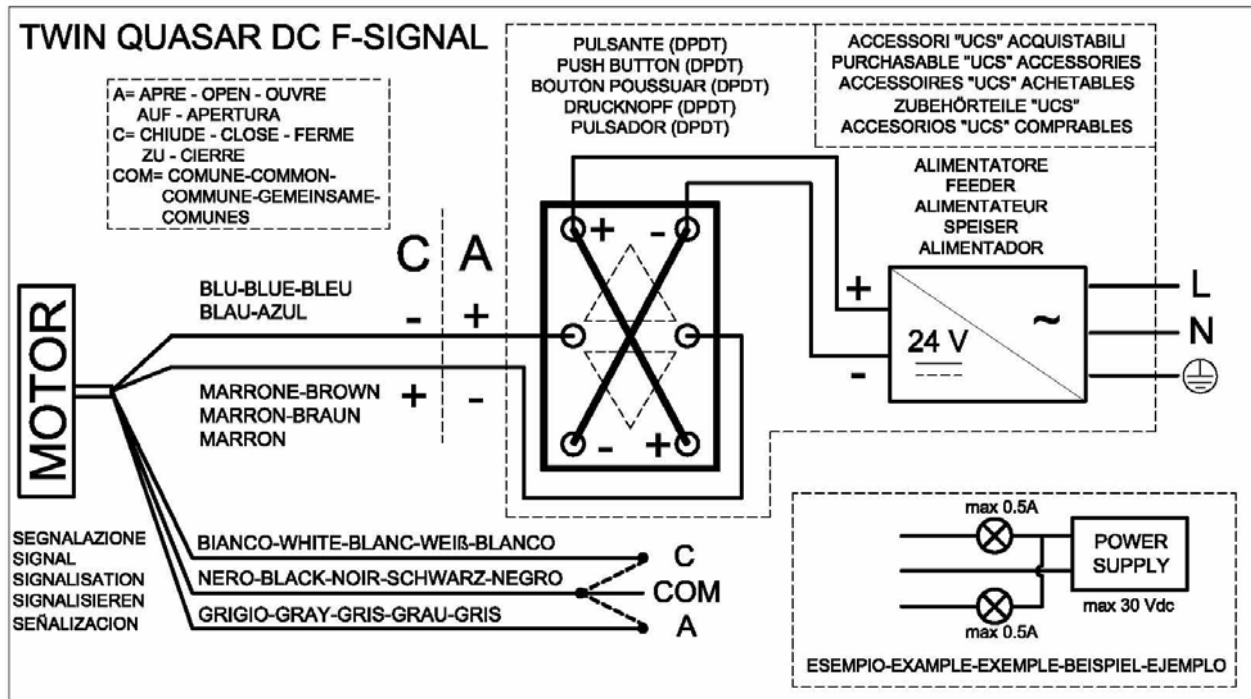 TWIN QUASAR DC F-SIGNAL
A= APRE - OPEN - OUVRE
AUF - APERTURA
C= CHIUDE - CLOSE - FERME
ZU - CIERRE
COM= COMUNE-COMMON-
COMMUNE-GEMEINSAME-
COMUNES
PULSANTE (DPDT)
PUSH BUTTON (DPDT)
BOUTON POUSSUAR (DPDT)
DRUCKNOPF (DPDT)
PULSADOR (DPDT)
ACCESSORI "UCS" ACQUISTABILI
PURCHASABLE "UCS" ACCESSORIES
ACCESSOIRES "UCS" ACHETABLES
ZUBEHÖRTEILE "UCS"
ACCESORIOS "UCS" COMPRABLES
ALIMENTATORE
FEEDER
ALIMENTATEUR
SPEISER
ALIMENTADOR
C A
BLU-BLUE-BLEU
BLAU-AZUL
- +
MARRONE-BROWN
MARRON-BRAUN
MARRON
+ -
+ -
- +
+
-
24 V
~
L
N
MOTOR
SEGNALAZIONE
SIGNAL
SIGNALISATION
SIGNALISIEREN
SEÑALIZACION
BIANCO-WHITE-BLANC-WEIß-BLANCO
NERO-BLACK-NOIR-SCHWARZ-NEGRO
GRIGIO-GRAY-GRIS-GRAU-GRIS
C
COM
A
max 0.5A
POWER
SUPPLY
max 30 Vdc
max 0.5A
ESEMPIO-EXAMPLE-EXEMPLE-BEISPIEL-EJEMPLO